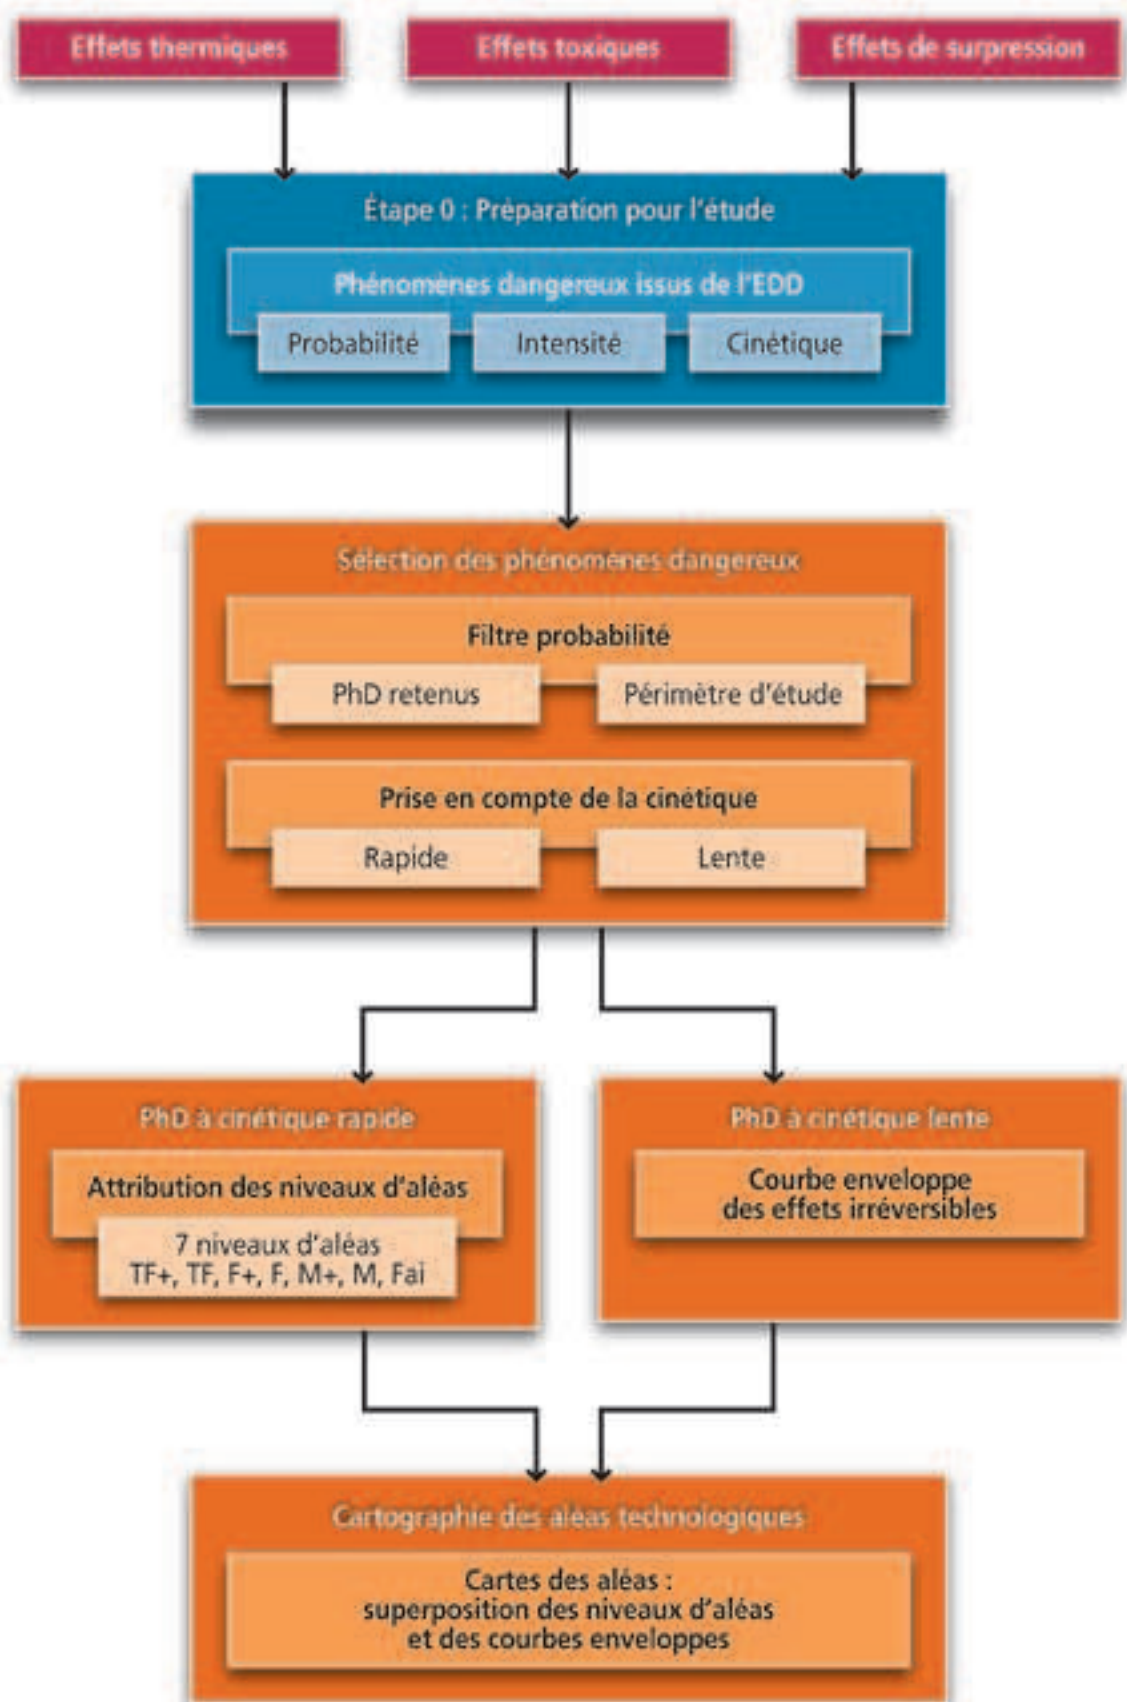 Effets thermiques
Effets toxiques
Effets de surpression
Étape 0 : Préparation pour l'étude
Phénomènes dangereux issus de l'EDD
Probabilité
Intensité
Cinétique
Sélection des phénomènes dangereux
Filtre probabilité
PhD retenus
Périmètre d'étude
Prise en compte de la cinétique
Rapide
Lente
PhD à cinétique rapide
Attribution des niveaux d'aléas
7 niveaux d'aléas
TF+, TF, F+, F, M+, M, Fai
PhD à cinétique lente
Courbe enveloppe
des effets irréversibles
Cartographie des aléas technologiques
Cartes des aléas :
superposition des niveaux d'aléas
et des courbes enveloppes